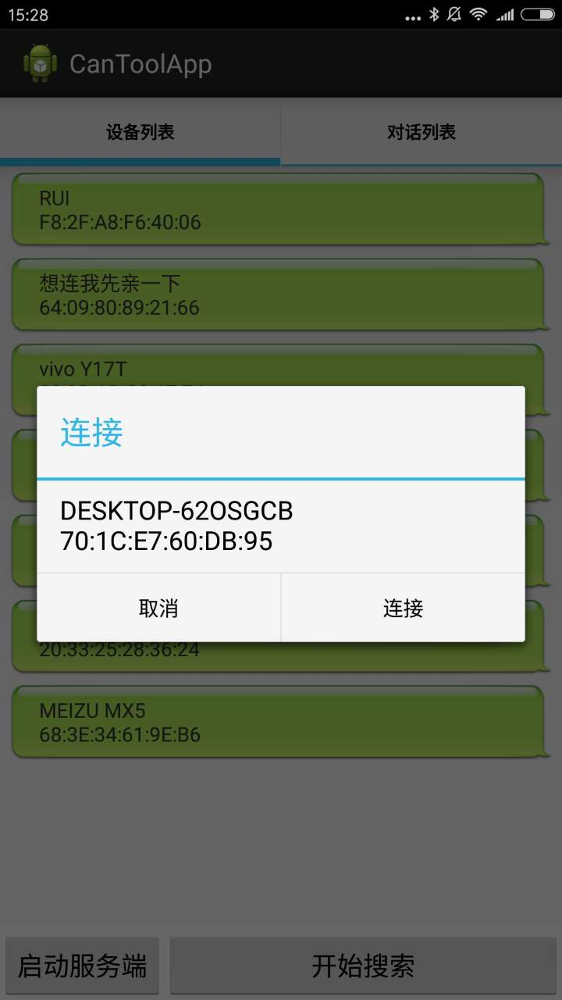 15:28
CanToolApp
设备列表
对话列表
RUI
F8:2F:A8:F6:40:06
想连我先亲一下
64:09:80:89:21:66
vivo Y17T
连接
DESKTOP-62OSGCB
70:1C:E7:60:DB:95
取消
连接
20:33:25:28:36:24
MEIZU MX5
68:3E:34:61:9E:B6
启动服务端
开始搜索